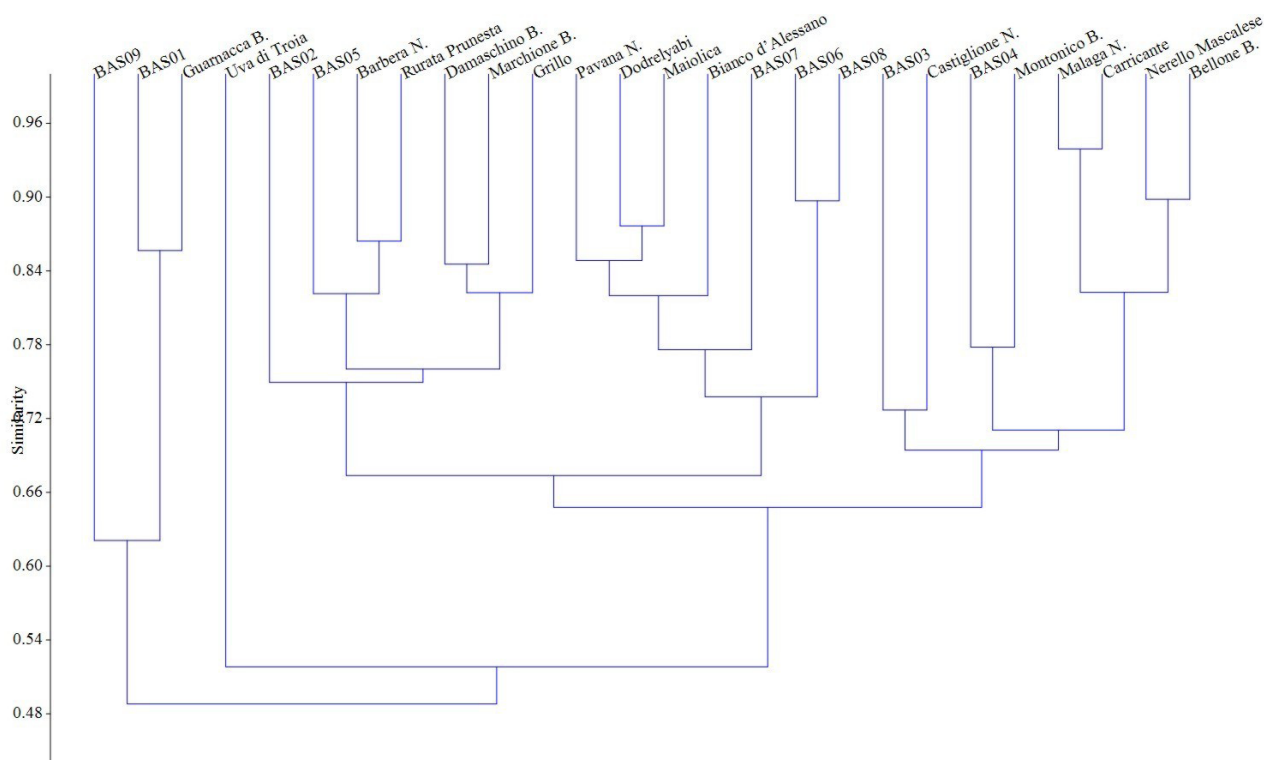 BAS09
BAS01
Guarnacca B.
Uva di Troia
BAS02
BAS05
Barbera N.
Rurata Prunesta
Damaschino B.
Marchione B.
Grillo
Pavana N.
Dodrelyabi
Maiolica
Bianco d'Alessano
BAS07
BAS06
BAS08
BAS03
Castiglione N.
BAS04
Montonico B.
Malaga N.
Carricante
Nerello Mascalese
Bellone B.
0.96
0.90
0.84
0.78
0.72
0.66
0.60
0.54
0.48
Similarity